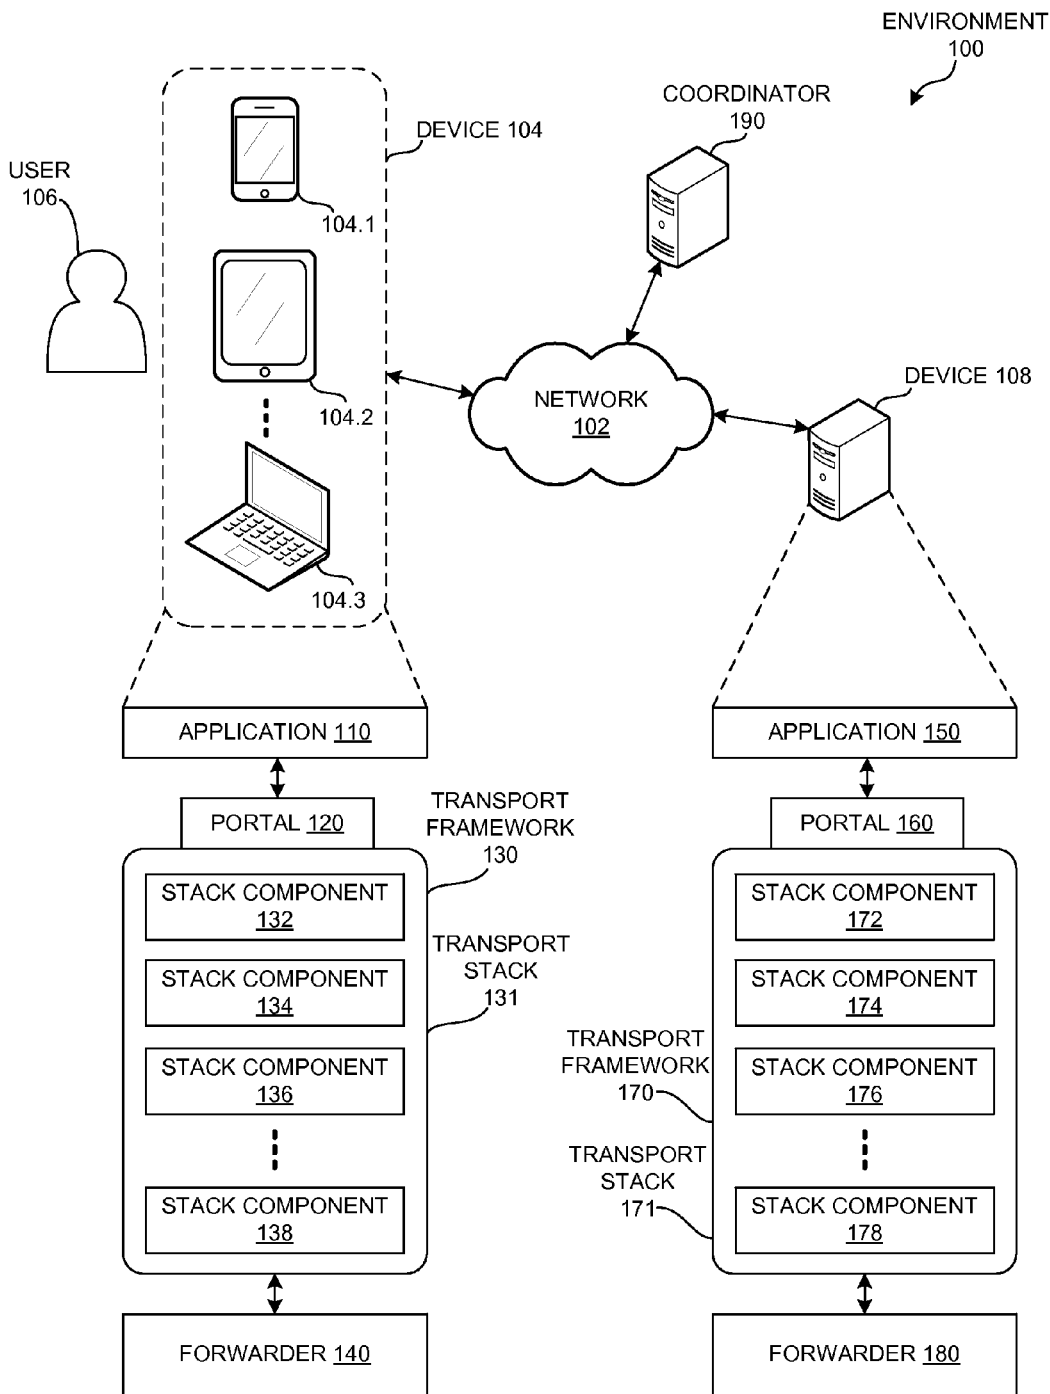 ENVIRONMENT
100
COORDINATOR
190
DEVICE 104
USER
106
104.1
104.2
104.3
NETWORK
102
DEVICE 108
APPLICATION 110
PORTAL 120
TRANSPORT
FRAMEWORK
130
STACK COMPONENT
132
TRANSPORT
STACK
131
STACK COMPONENT
134
STACK COMPONENT
136
STACK COMPONENT
138
FORWARDER 140
APPLICATION 150
PORTAL 160
STACK COMPONENT
172
STACK COMPONENT
174
TRANSPORT
FRAMEWORK
170
STACK COMPONENT
176
TRANSPORT
STACK
171
STACK COMPONENT
178
FORWARDER 180